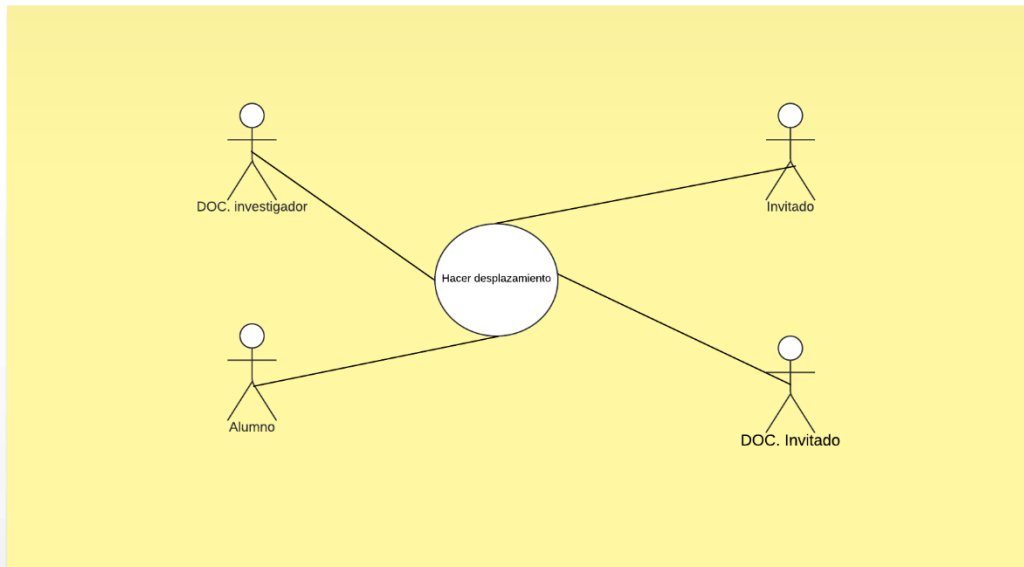 DOC. investigador
Invitado
Hacer desplazamiento
Alumno
DOC. Invitado